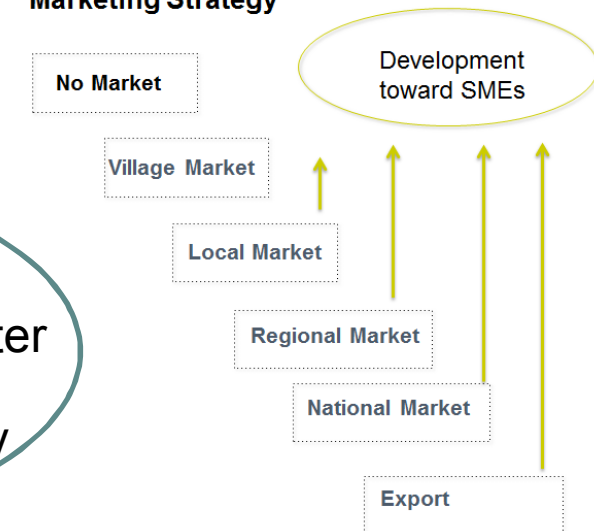 Marketing Strategy
No Market
Development
toward SMEs
Village Market
Local Market
Regional Market
National Market
Export